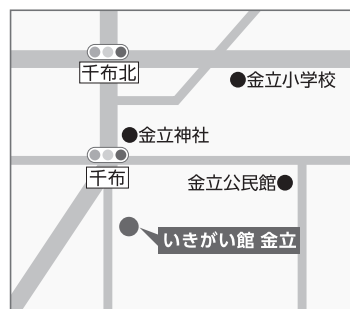 千布北
金立小学校
金立神社
千布
金立公民館
いきがい館 金立